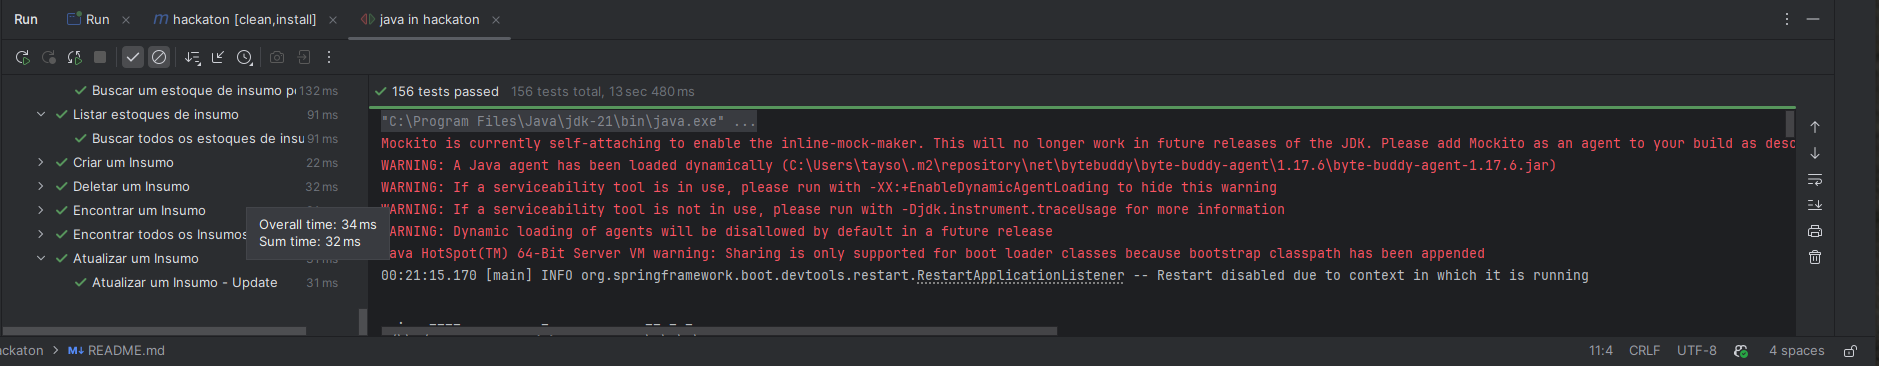 Run
Run
hackaton [clean,install]
java in hackaton
Buscar um estoque de insumo po
132 ms
Listar estoques de insumo
91 ms
Buscar todos os estoques de insu
91 ms
Criar um Insumo
22 ms
Deletar um Insumo
32 ms
Encontrar um Insumo
Encontrar todos os Insumos
Overall time: 34 ms
Sum time: 32 ms
Atualizar um Insumo
Atualizar um Insumo - Update
31 ms
156 tests passed
156 tests total, 13 sec 480 ms
"C:\Program Files\Java\jdk-21\bin\java.exe" ...
Mockito is currently self-attaching to enable the inline-mock-maker. This will no longer work in future releases of the JDK. Please add Mockito as an agent to your build as desc
WARNING: A Java agent has been loaded dynamically (C:\Users\tayso\.m2\repository\net\bytebuddy\byte-buddy-agent\1.17.6\byte-buddy-agent-1.17.6.jar)
WARNING: If a serviceability tool is in use, please run with -XX:+EnableDynamicAgentLoading to hide this warning
WARNING: If a serviceability tool is not in use, please run with -Djdk.instrument.traceUsage for more information
WARNING: Dynamic loading of agents will be disallowed by default in a future release
ava HotSpot(TM) 64-Bit Server VM warning: Sharing is only supported for boot loader classes because bootstrap classpath has been appended
00:21:15.170 [main] INFO org.springframework.boot.devtools.restart.RestartApplicationListener -- Restart disabled due to context in which it is running
ackaton > M↓ README.md
11:4 CRLF UTF-8 4 spaces